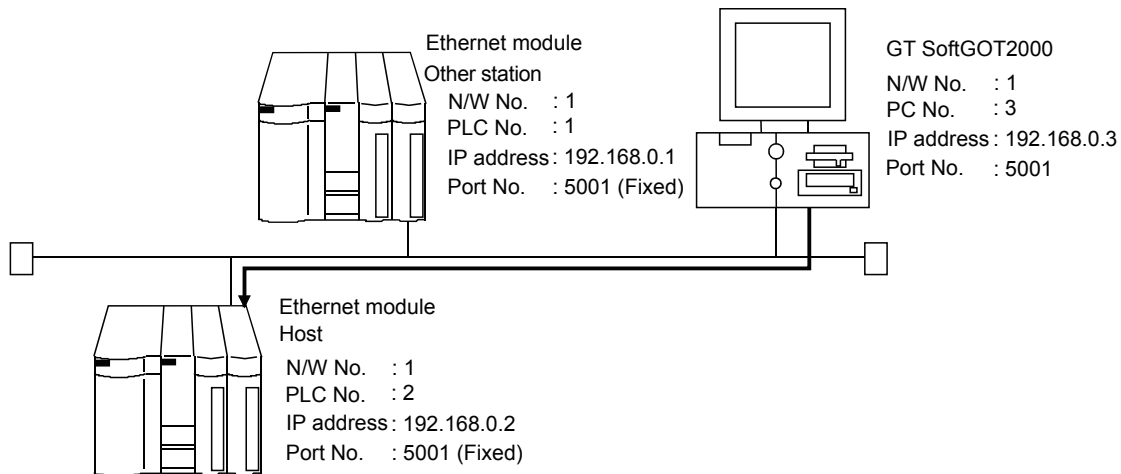 Ethernet module
Other station
N/W No. : 1
PLC No. : 1
IP address : 192.168.0.1
Port No. : 5001 (Fixed)
GT SoftGOT2000
N/W No. : 1
PC No. : 3
IP address : 192.168.0.3
Port No. : 5001
Ethernet module
Host
N/W No. : 1
PLC No. : 2
IP address : 192.168.0.2
Port No. : 5001 (Fixed)